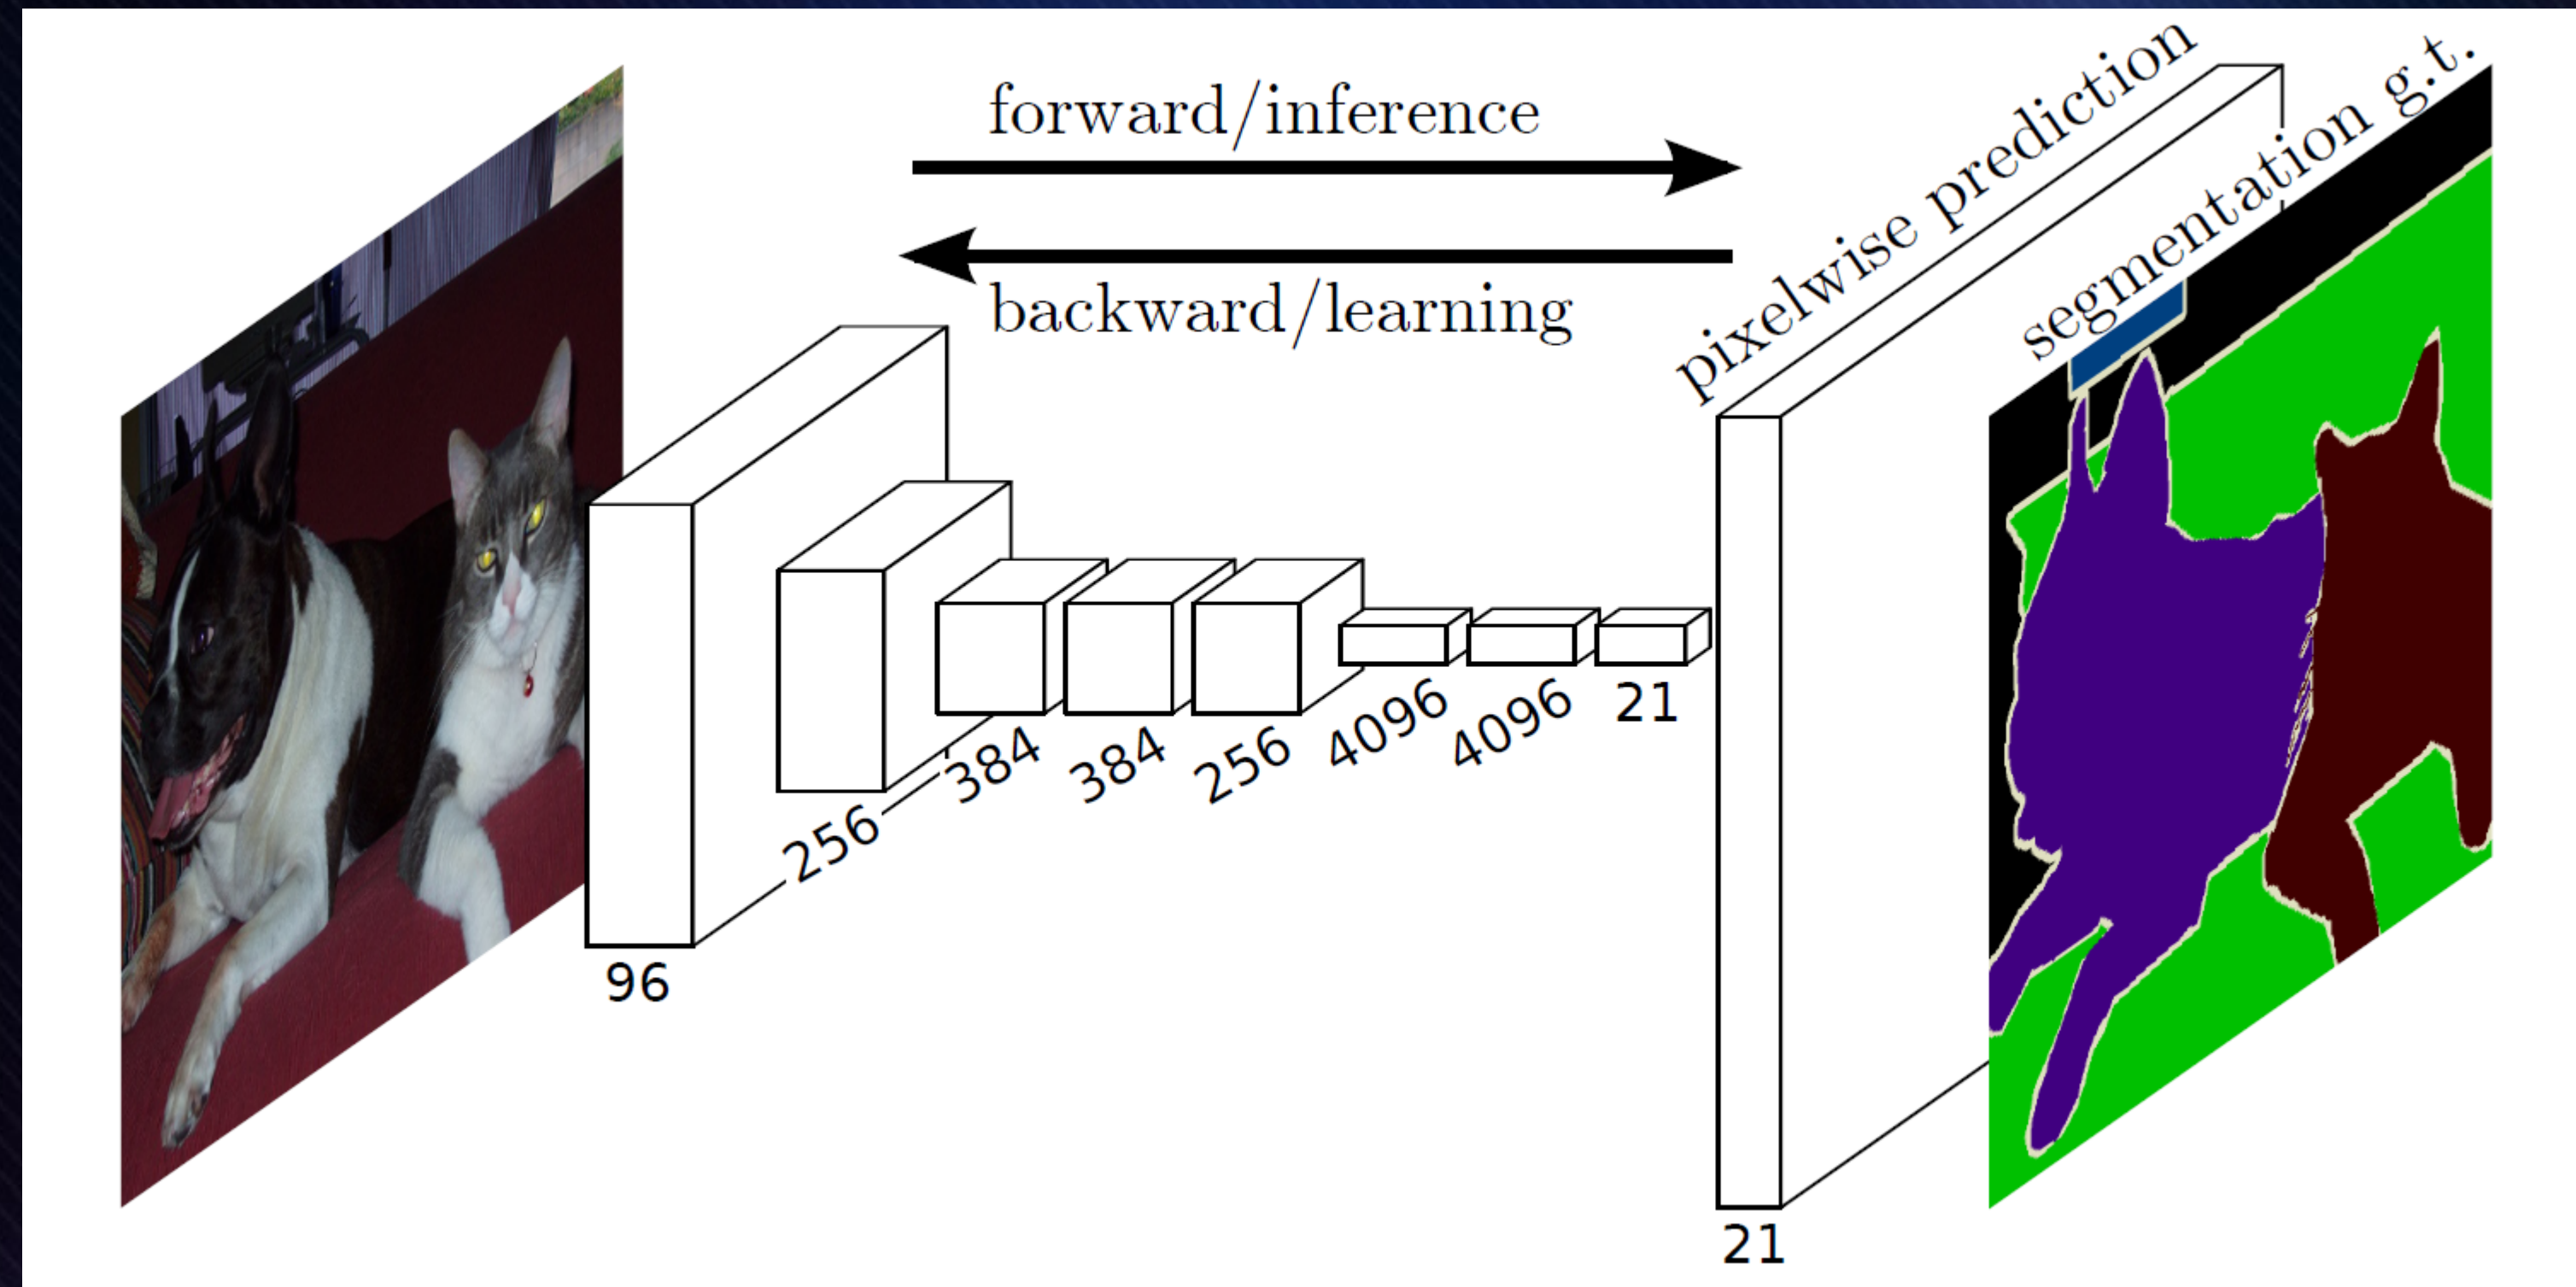 forward/inference
backward/learning
pixelwise prediction
segmentation g.t.
96
256
384
384
256
4096
4096
21
21